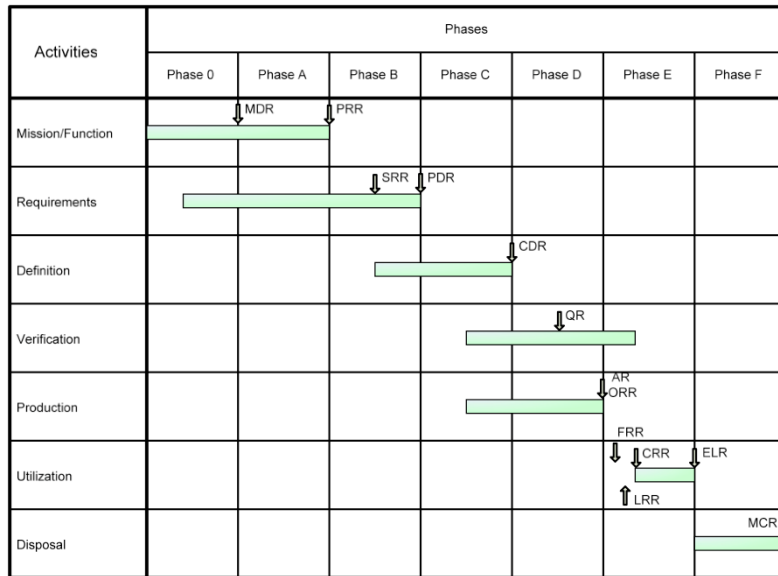 Activities
Phases
Phase 0 Phase A Phase B Phase C Phase D Phase E Phase F
Mission/Function
MDR PRR
Requirements
SRR PDR
Definition
CDR
Verification
QR
Production
AR
ORR
Utilization
FRR
CRR ELR
LRR
Disposal
MCR